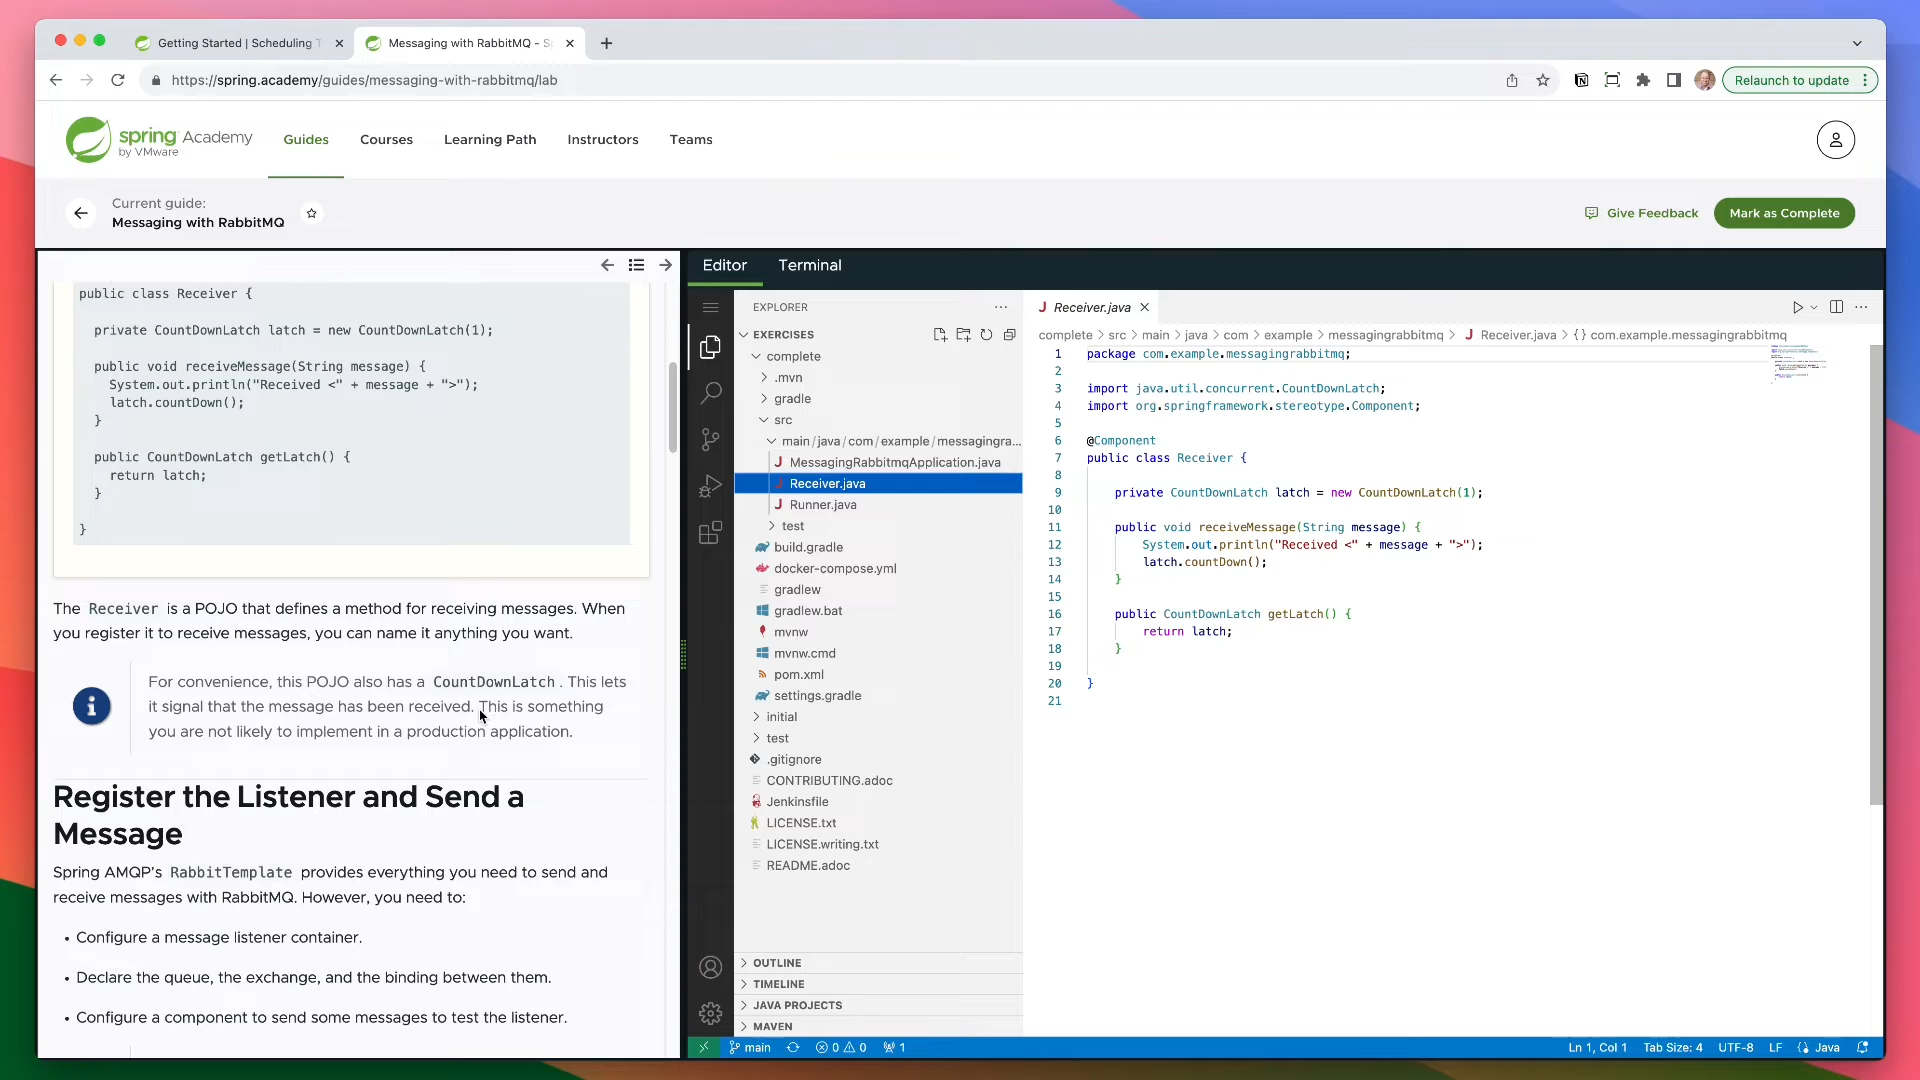 Getting Started | Scheduling T
Messaging with RabbitMQ - Sp
https://spring.academy/guides/messaging-with-rabbitmq/lab
Relaunch to update
spring Academy
by VMware
Guides
Courses
Learning Path
Instructors
Teams
Current guide:
Messaging with RabbitMQ
Give Feedback
Mark as Complete
public class Receiver {
private CountDownLatch latch = new CountDownLatch(1);
public void receiveMessage(String message) {
System.out.println("Received <" + message + ">");
latch.countDown();
}
public CountDownLatch getLatch() {
return latch;
}
}
The Receiver is a POJO that defines a method for receiving messages. When
you register it to receive messages, you can name it anything you want.
For convenience, this POJO also has a CountDownLatch. This lets
it signal that the message has been received. This is something
you are not likely to implement in a production application.
Register the Listener and Send a
Message
Spring AMQP's RabbitTemplate provides everything you need to send and
receive messages with RabbitMQ. However, you need to:
• Configure a message listener container.
• Declare the queue, the exchange, and the binding between them.
• Configure a component to send some messages to test the listener.
Editor
Terminal
EXPLORER
EXERCISES
complete
.mvn
gradle
src
main/java/com/example/messagingra...
MessagingRabbitmqApplication.java
Receiver.java
Runner.java
test
build.gradle
docker-compose.yml
gradlew
gradlew.bat
mvnw
mvnw.cmd
pom.xml
settings.gradle
initial
test
.gitignore
CONTRIBUTING.adoc
Jenkinsfile
LICENSE.txt
LICENSE.writing.txt
README.adoc
OUTLINE
TIMELINE
JAVA PROJECTS
MAVEN
Receiver.java
complete > src > main > java > com > example > messagingrabbitmq > Receiver.java > {} com.example.messagingrabbitmq
1 package com.example.messagingrabbitmq;
2
3 import java.util.concurrent.CountDownLatch;
4 import org.springframework.stereotype.Component;
5
6 @Component
7 public class Receiver {
8
9 private CountDownLatch latch = new CountDownLatch(1);
10
11 public void receiveMessage(String message) {
12 System.out.println("Received <" + message + ">");
13 latch.countDown();
14 }
15
16 public CountDownLatch getLatch() {
17 return latch;
18 }
19
20 }
21
main
0 0
1
Ln 1, Col 1
Tab Size: 4
UTF-8
LF
Java